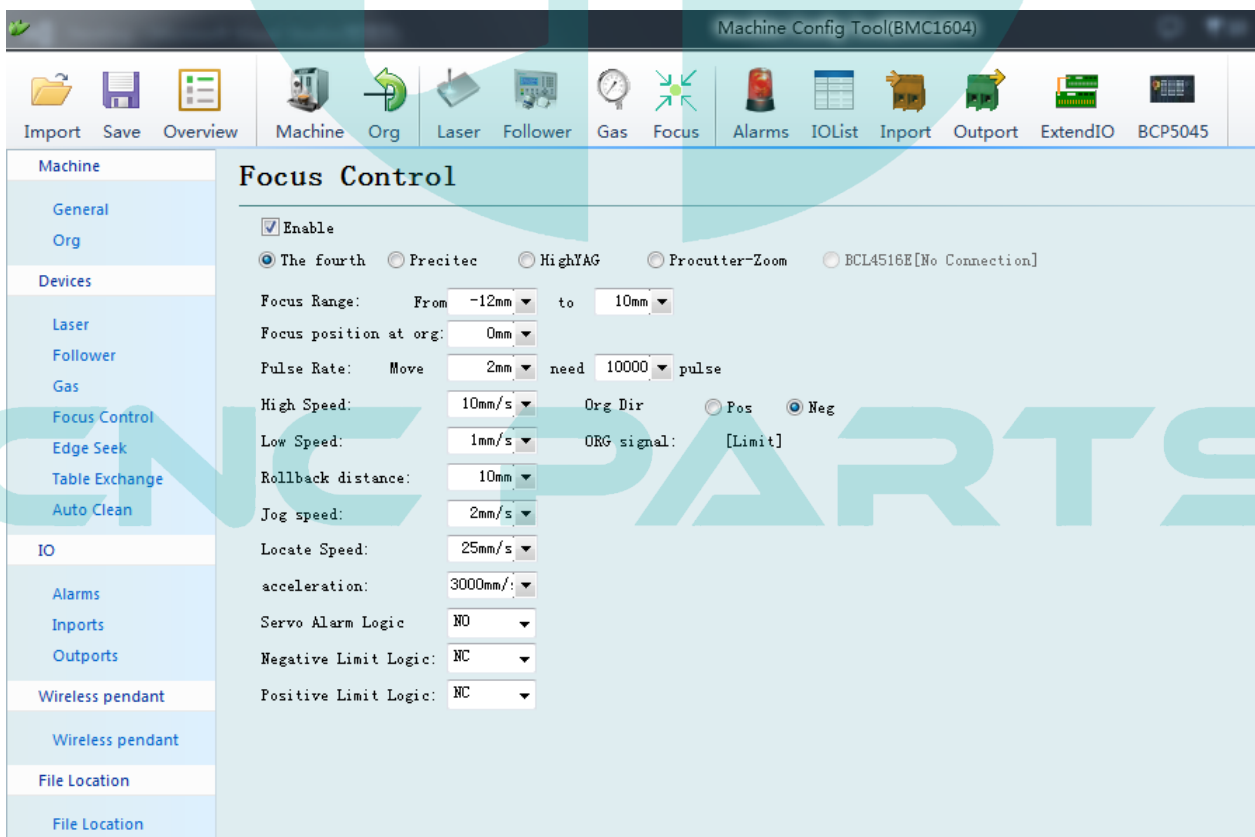 Machine Config Tool(BMC1604)
Import Save Overview Machine Org Laser Follower Gas Focus Alarms IOList Inport Outport ExtendIO BCP5045
Machine
General
Org
Devices
Laser
Follower
Gas
Focus Control
Edge Seek
Table Exchange
Auto Clean
IO
Alarms
Inports
Outports
Wireless pendant
Wireless pendant
File Location
File Location
Focus Control
Enable
The fourth Precitec HighYAG Procutter-Zoom BCL4516E[No Connection]
Focus Range: From -12mm to 10mm
Focus position at org: 0mm
Pulse Rate: Move 2mm need 10000 pulse
High Speed: 10mm/s Org Dir Pos Neg
Low Speed: 1mm/s ORG signal: [Limit]
Rollback distance: 10mm
Jog speed: 2mm/s
Locate Speed: 25mm/s
acceleration: 3000mm/
Servo Alarm Logic NO
Negative Limit Logic: NC
Positive Limit Logic: NC
CNC PARTS